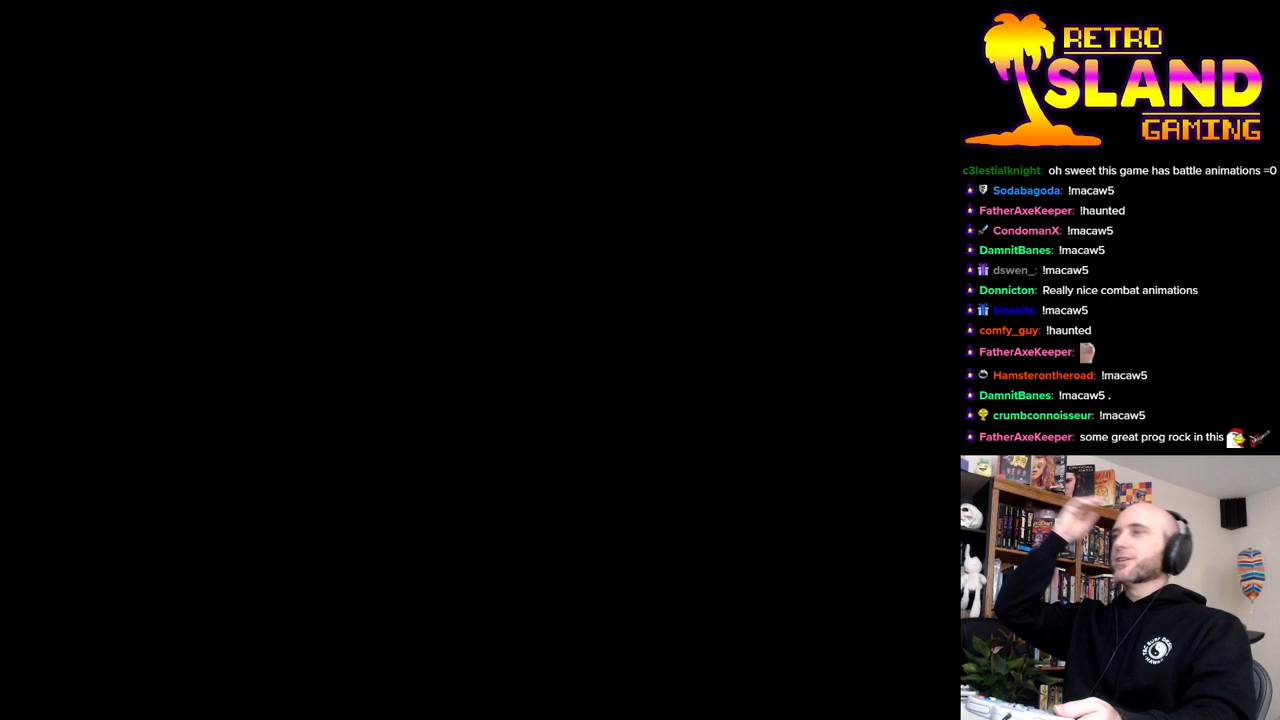 RETRO
ISLAND
GAMING
c3lestialknight: oh sweet this game has battle animations =0
Sodabagoda: !macaw5
FatherAxeKeeper: !haunted
CondomanX: !macaw5
DamnitBanes: !macaw5
dswen_: !macaw5
Donnicton: Really nice combat animations
binskits: !macaw5
comfy_guy: !haunted
FatherAxeKeeper:
Hamsterontheroad: !macaw5
DamnitBanes: !macaw5 .
crumbconnoisseur: !macaw5
FatherAxeKeeper: some great prog rock in this